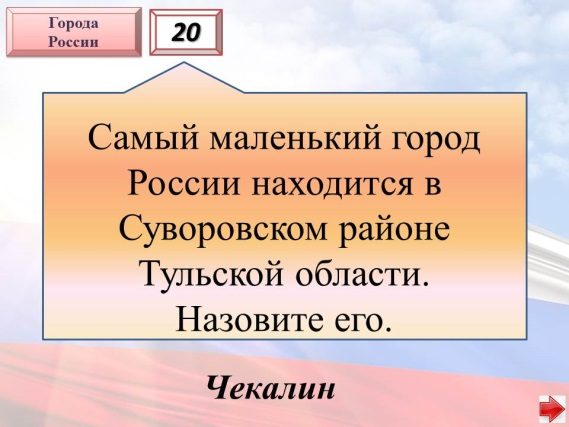 Города
России
20
Самый маленький город
России находится в
Суворовском районе
Тульской области.
Назовите его.
Чекалин